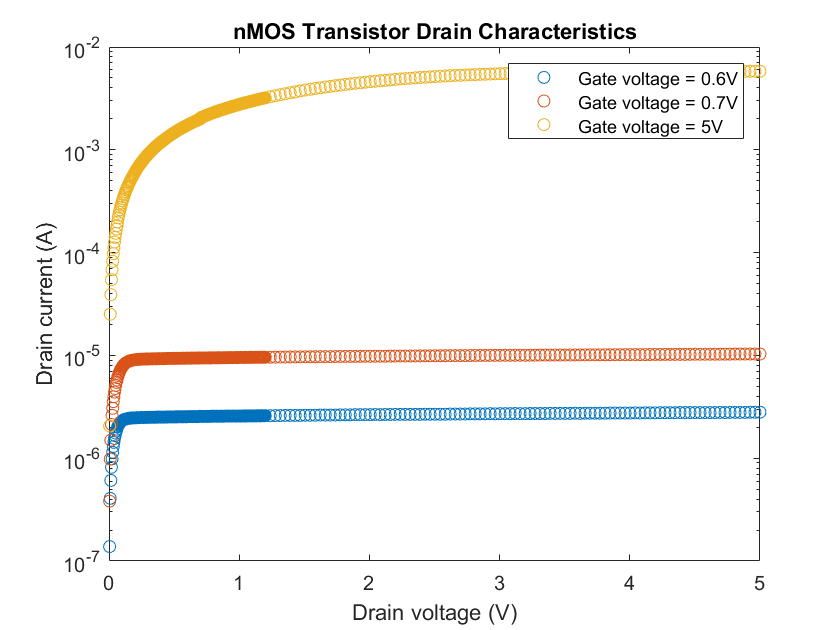 nMOS Transistor Drain Characteristics
10^-2
Gate voltage = 0.6V
Gate voltage = 0.7V
Gate voltage = 5V
10^-3
10^-4
10^-5
10^-6
10^-7
Drain current (A)
0 1 2 3 4 5
Drain voltage (V)